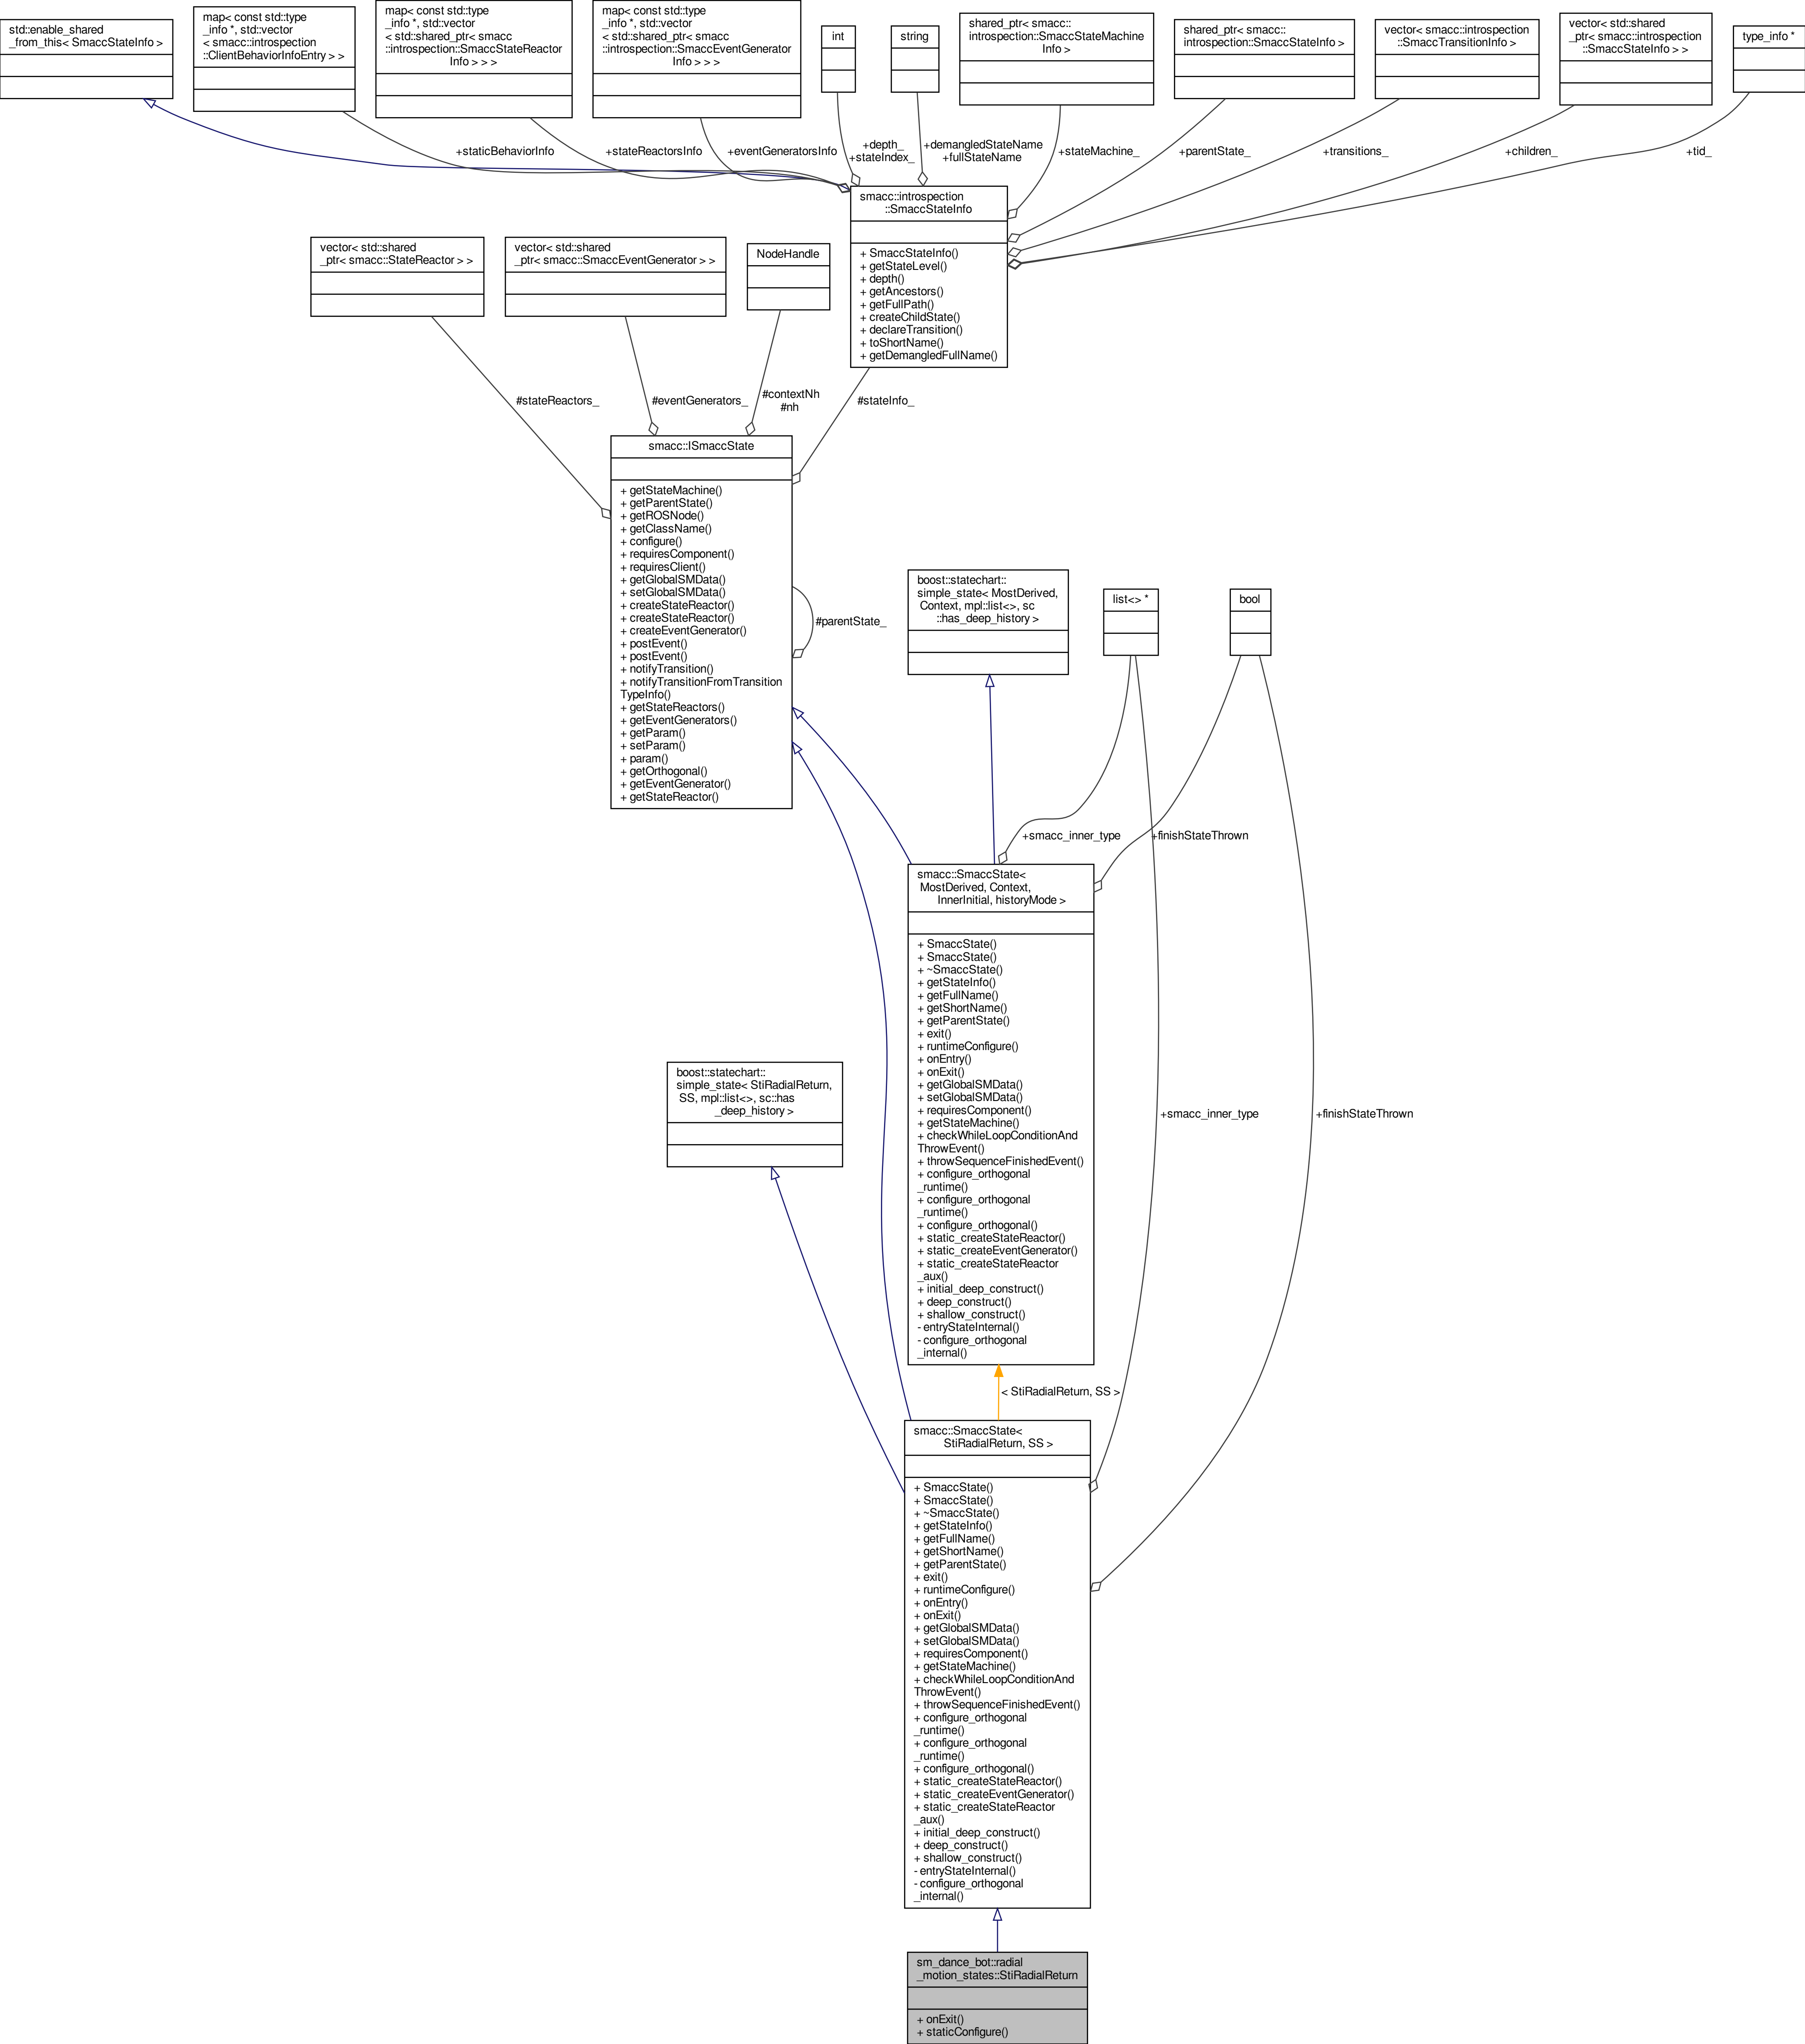 std::enable_shared
_from_this< SmaccStateInfo >
map< const std::type
_info *, std::vector
< smacc::introspection
::ClientBehaviorInfoEntry > >
map< const std::type
_info *, std::vector
< std::shared_ptr< smacc
::introspection::SmaccStateReactor
Info > > >
map< const std::type
_info *, std::vector
< std::shared_ptr< smacc
::introspection::SmaccEventGenerator
Info > > >
int
string
shared_ptr< smacc::
introspection::SmaccStateMachine
Info >
shared_ptr< smacc::
introspection::SmaccStateInfo >
vector< smacc::introspection
::SmaccTransitionInfo >
vector< std::shared
_ptr< smacc::introspection
::SmaccStateInfo > >
type_info *
+staticBehaviorInfo
+stateReactorsInfo
+eventGeneratorsInfo
+depth_
+stateIndex_
+demangledStateName
+fullStateName
+stateMachine_
+parentState_
+transitions_
+children_
+tid_
smacc::introspection
::SmaccStateInfo
+ SmaccStateInfo()
+ getStateLevel()
+ depth()
+ getAncestors()
+ getFullPath()
+ createChildState()
+ declareTransition()
+ toShortName()
+ getDemangledFullName()
vector< std::shared
_ptr< smacc::StateReactor > >
vector< std::shared
_ptr< smacc::SmaccEventGenerator > >
NodeHandle
#stateReactors_
#eventGenerators_
#contextNh
#nh
#stateInfo_
smacc::ISmaccState
+ getStateMachine()
+ getParentState()
+ getROSNode()
+ getClassName()
+ configure()
+ requiresComponent()
+ requiresClient()
+ getGlobalSMData()
+ setGlobalSMData()
+ createStateReactor()
+ createStateReactor()
+ createEventGenerator()
+ postEvent()
+ postEvent()
+ notifyTransition()
+ notifyTransitionFromTransition
TypeInfo()
+ getStateReactors()
+ getEventGenerators()
+ getParam()
+ setParam()
+ param()
+ getOrthogonal()
+ getEventGenerator()
+ getStateReactor()
#parentState_
boost::statechart::
simple_state< MostDerived,
Context, mpl::list<>, sc
::has_deep_history >
list<> *
bool
+smacc_inner_type
+finishStateThrown
smacc::SmaccState<
MostDerived, Context,
InnerInitial, historyMode >
+ SmaccState()
+ SmaccState()
+ ~SmaccState()
+ getStateInfo()
+ getFullName()
+ getShortName()
+ getParentState()
+ exit()
+ runtimeConfigure()
+ onEntry()
+ onExit()
+ getGlobalSMData()
+ setGlobalSMData()
+ requiresComponent()
+ getStateMachine()
+ checkWhileLoopConditionAnd
ThrowEvent()
+ throwSequenceFinishedEvent()
+ configure_orthogonal
_runtime()
+ configure_orthogonal
_runtime()
+ configure_orthogonal()
+ static_createStateReactor()
+ static_createEventGenerator()
+ static_createStateReactor
_aux()
+ initial_deep_construct()
+ deep_construct()
+ shallow_construct()
- entryStateInternal()
- configure_orthogonal
_internal()
boost::statechart::
simple_state< StiRadialReturn,
SS, mpl::list<>, sc::has
_deep_history >
+smacc_inner_type
+finishStateThrown
< StiRadialReturn, SS >
smacc::SmaccState<
StiRadialReturn, SS >
+ SmaccState()
+ SmaccState()
+ ~SmaccState()
+ getStateInfo()
+ getFullName()
+ getShortName()
+ getParentState()
+ exit()
+ runtimeConfigure()
+ onEntry()
+ onExit()
+ getGlobalSMData()
+ setGlobalSMData()
+ requiresComponent()
+ getStateMachine()
+ checkWhileLoopConditionAnd
ThrowEvent()
+ throwSequenceFinishedEvent()
+ configure_orthogonal
_runtime()
+ configure_orthogonal
_runtime()
+ configure_orthogonal()
+ static_createStateReactor()
+ static_createEventGenerator()
+ static_createStateReactor
_aux()
+ initial_deep_construct()
+ deep_construct()
+ shallow_construct()
- entryStateInternal()
- configure_orthogonal
_internal()
sm_dance_bot::radial
_motion_states::StiRadialReturn
+ onExit()
+ staticConfigure()